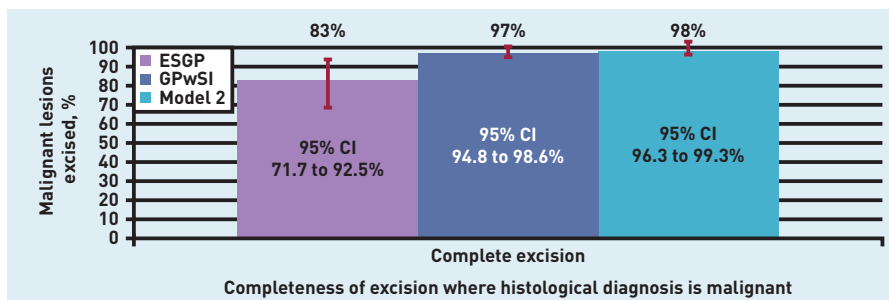 83% 97% 98%
Malignant lesions
excised, %
100
90
80
70
60
50
40
30
20
10
0
ESGP
GPwSI
Model 2
95% CI
71.7 to 92.5%
95% CI
94.8 to 98.6%
95% CI
96.3 to 99.3%
Complete excision
Completeness of excision where histological diagnosis is malignant